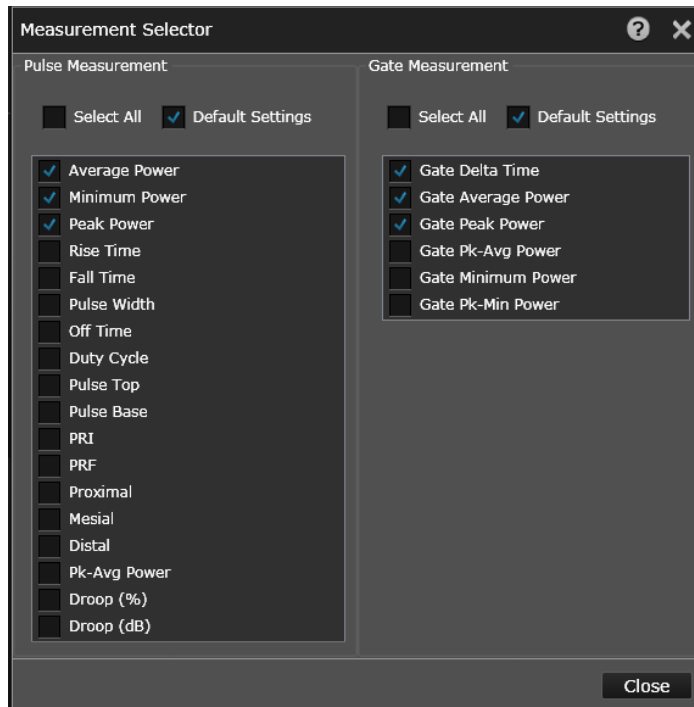 Measurement Selector
Pulse Measurement
Select All Default Settings
Average Power
Minimum Power
Peak Power
Rise Time
Fall Time
Pulse Width
Off Time
Duty Cycle
Pulse Top
Pulse Base
PRI
PRF
Proximal
Mesial
Distal
Pk-Avg Power
Droop (%)
Droop (dB)
Gate Measurement
Select All Default Settings
Gate Delta Time
Gate Average Power
Gate Peak Power
Gate Pk-Avg Power
Gate Minimum Power
Gate Pk-Min Power
Close